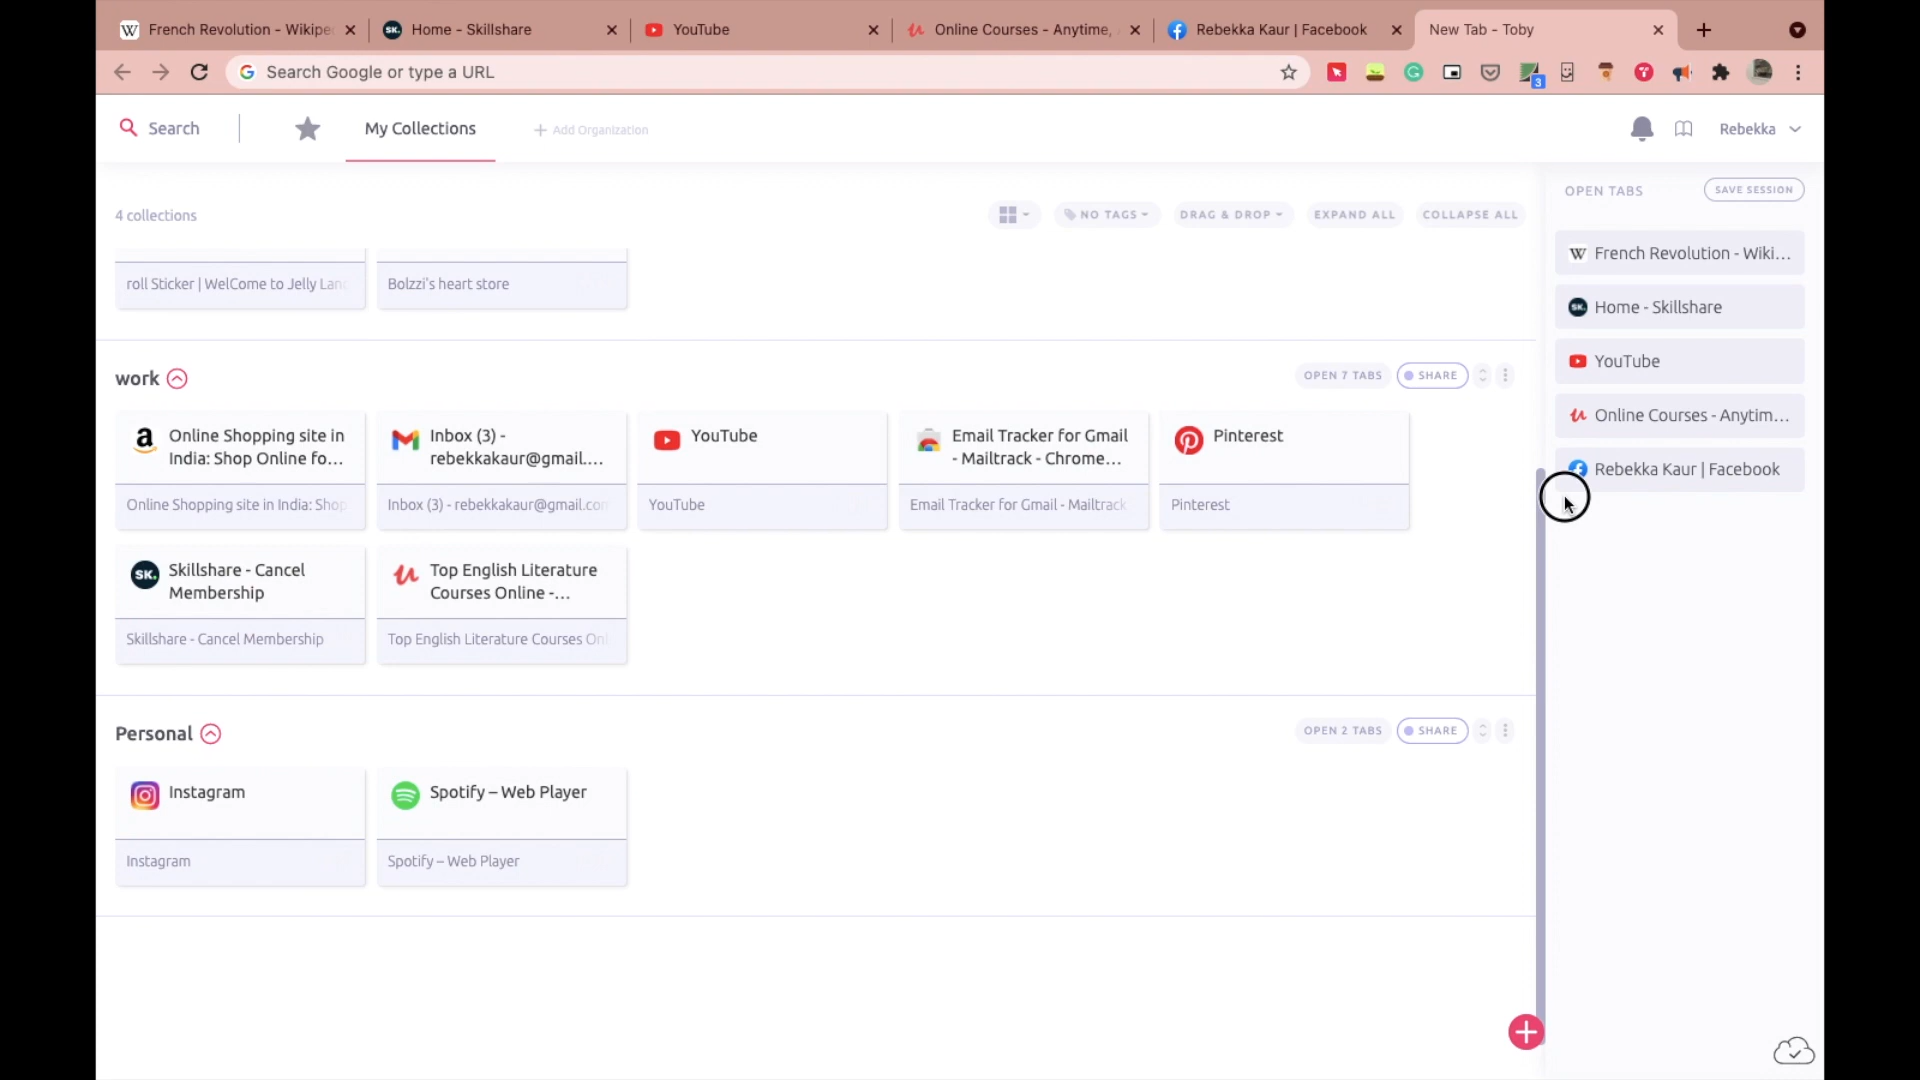 French Revolution - Wikipe
Home - Skillshare
YouTube
Online Courses - Anytime,
Rebekka Kaur | Facebook
New Tab - Toby
Search Google or type a URL
3
Search
My Collections
Add Organization
Rebekka
4 collections
NO TAGS
DRAG & DROP
EXPAND ALL
COLLAPSE ALL
OPEN TABS
SAVE SESSION
French Revolution - Wiki...
Home - Skillshare
YouTube
Online Courses - Anytim...
Rebekka Kaur | Facebook
roll Sticker | WelCome to Jelly Lan
Bolzzi's heart store
work
OPEN 7 TABS
SHARE
Online Shopping site in
India: Shop Online fo...
Online Shopping site in India: Shop
Inbox (3) -
rebekkakaur@gmail....
Inbox (3) - rebekkakaur@gmail.com
YouTube
YouTube
Email Tracker for Gmail
- Mailtrack - Chrome...
Email Tracker for Gmail - Mailtrack
Pinterest
Pinterest
SK.
Skillshare - Cancel
Membership
Skillshare - Cancel Membership
Top English Literature
Courses Online -...
Top English Literature Courses Onl
Personal
OPEN 2 TABS
SHARE
Instagram
Instagram
Spotify – Web Player
Spotify – Web Player